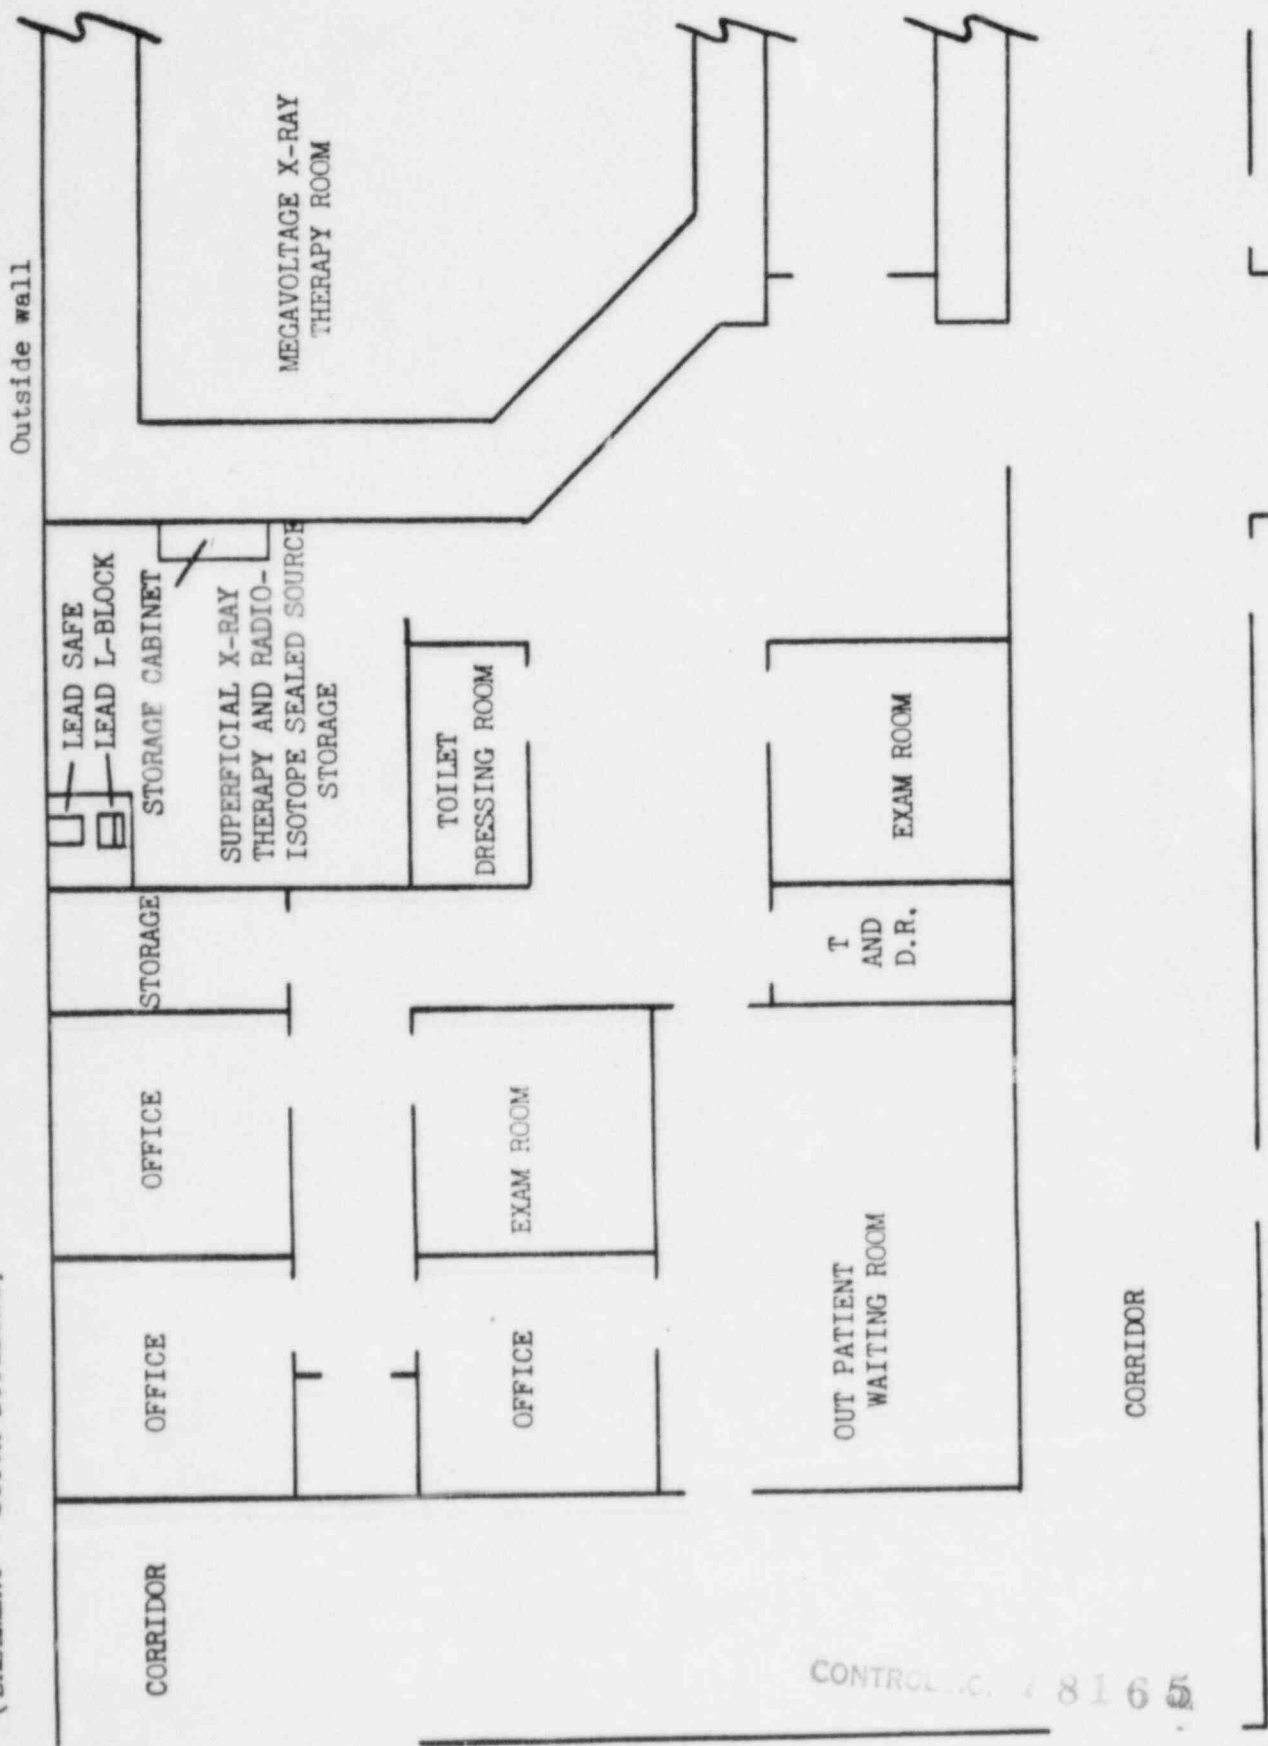 Outside wall
MEGAVOLTAGE X-RAY
THERAPY ROOM
LEAD SAFE
LEAD L-BLOCK
STORAGE CABINET
SUPERFICIAL X-RAY
THERAPY AND RADIO-
ISOTOPE SEALED SOURCE
STORAGE
STORAGE
TOILET
DRESSING ROOM
EXAM ROOM
T
AND
D.R.
OFFICE
EXAM ROOM
OFFICE
OFFICE
OUT PATIENT
WAITING ROOM
CORRIDOR
CORRIDOR
CONTROL